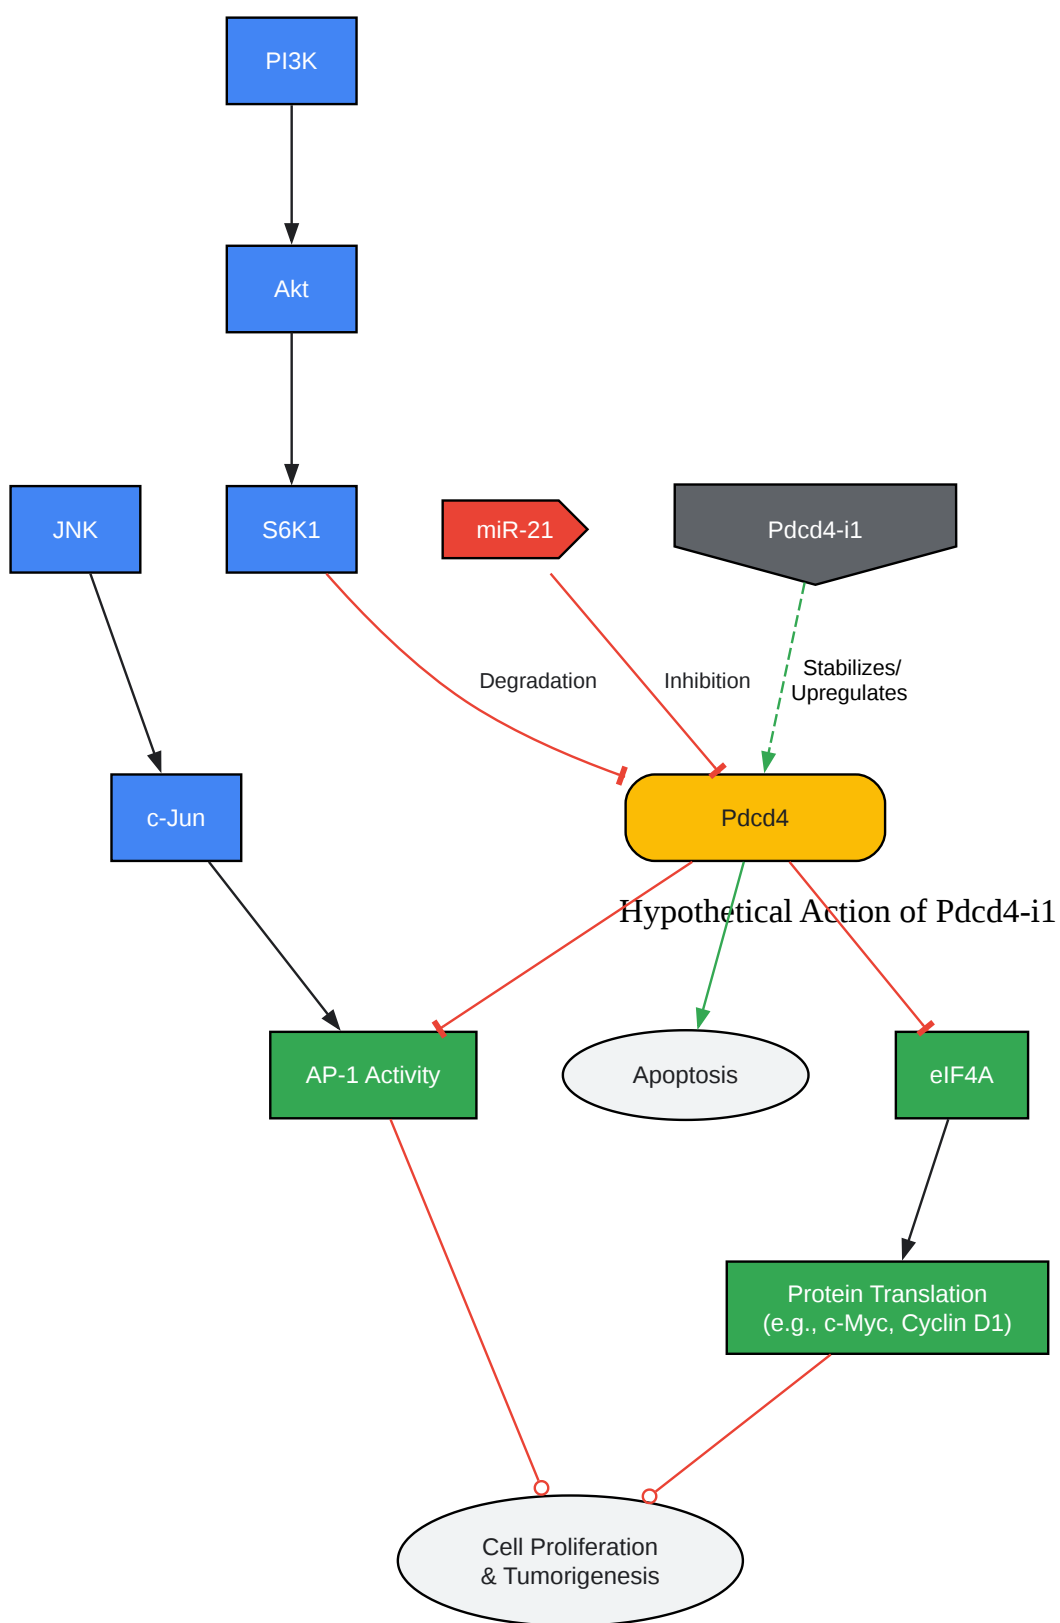 PI3K
Akt
JNK
S6K1
miR-21
Pdcd4-i1
Degradation
Inhibition
Stabilizes/
Upregulates
c-Jun
Pdcd4
Hypothetical Action of Pdcd4-i1
AP-1 Activity
Apoptosis
eIF4A
Protein Translation
(e.g., c-Myc, Cyclin D1)
Cell Proliferation
& Tumorigenesis